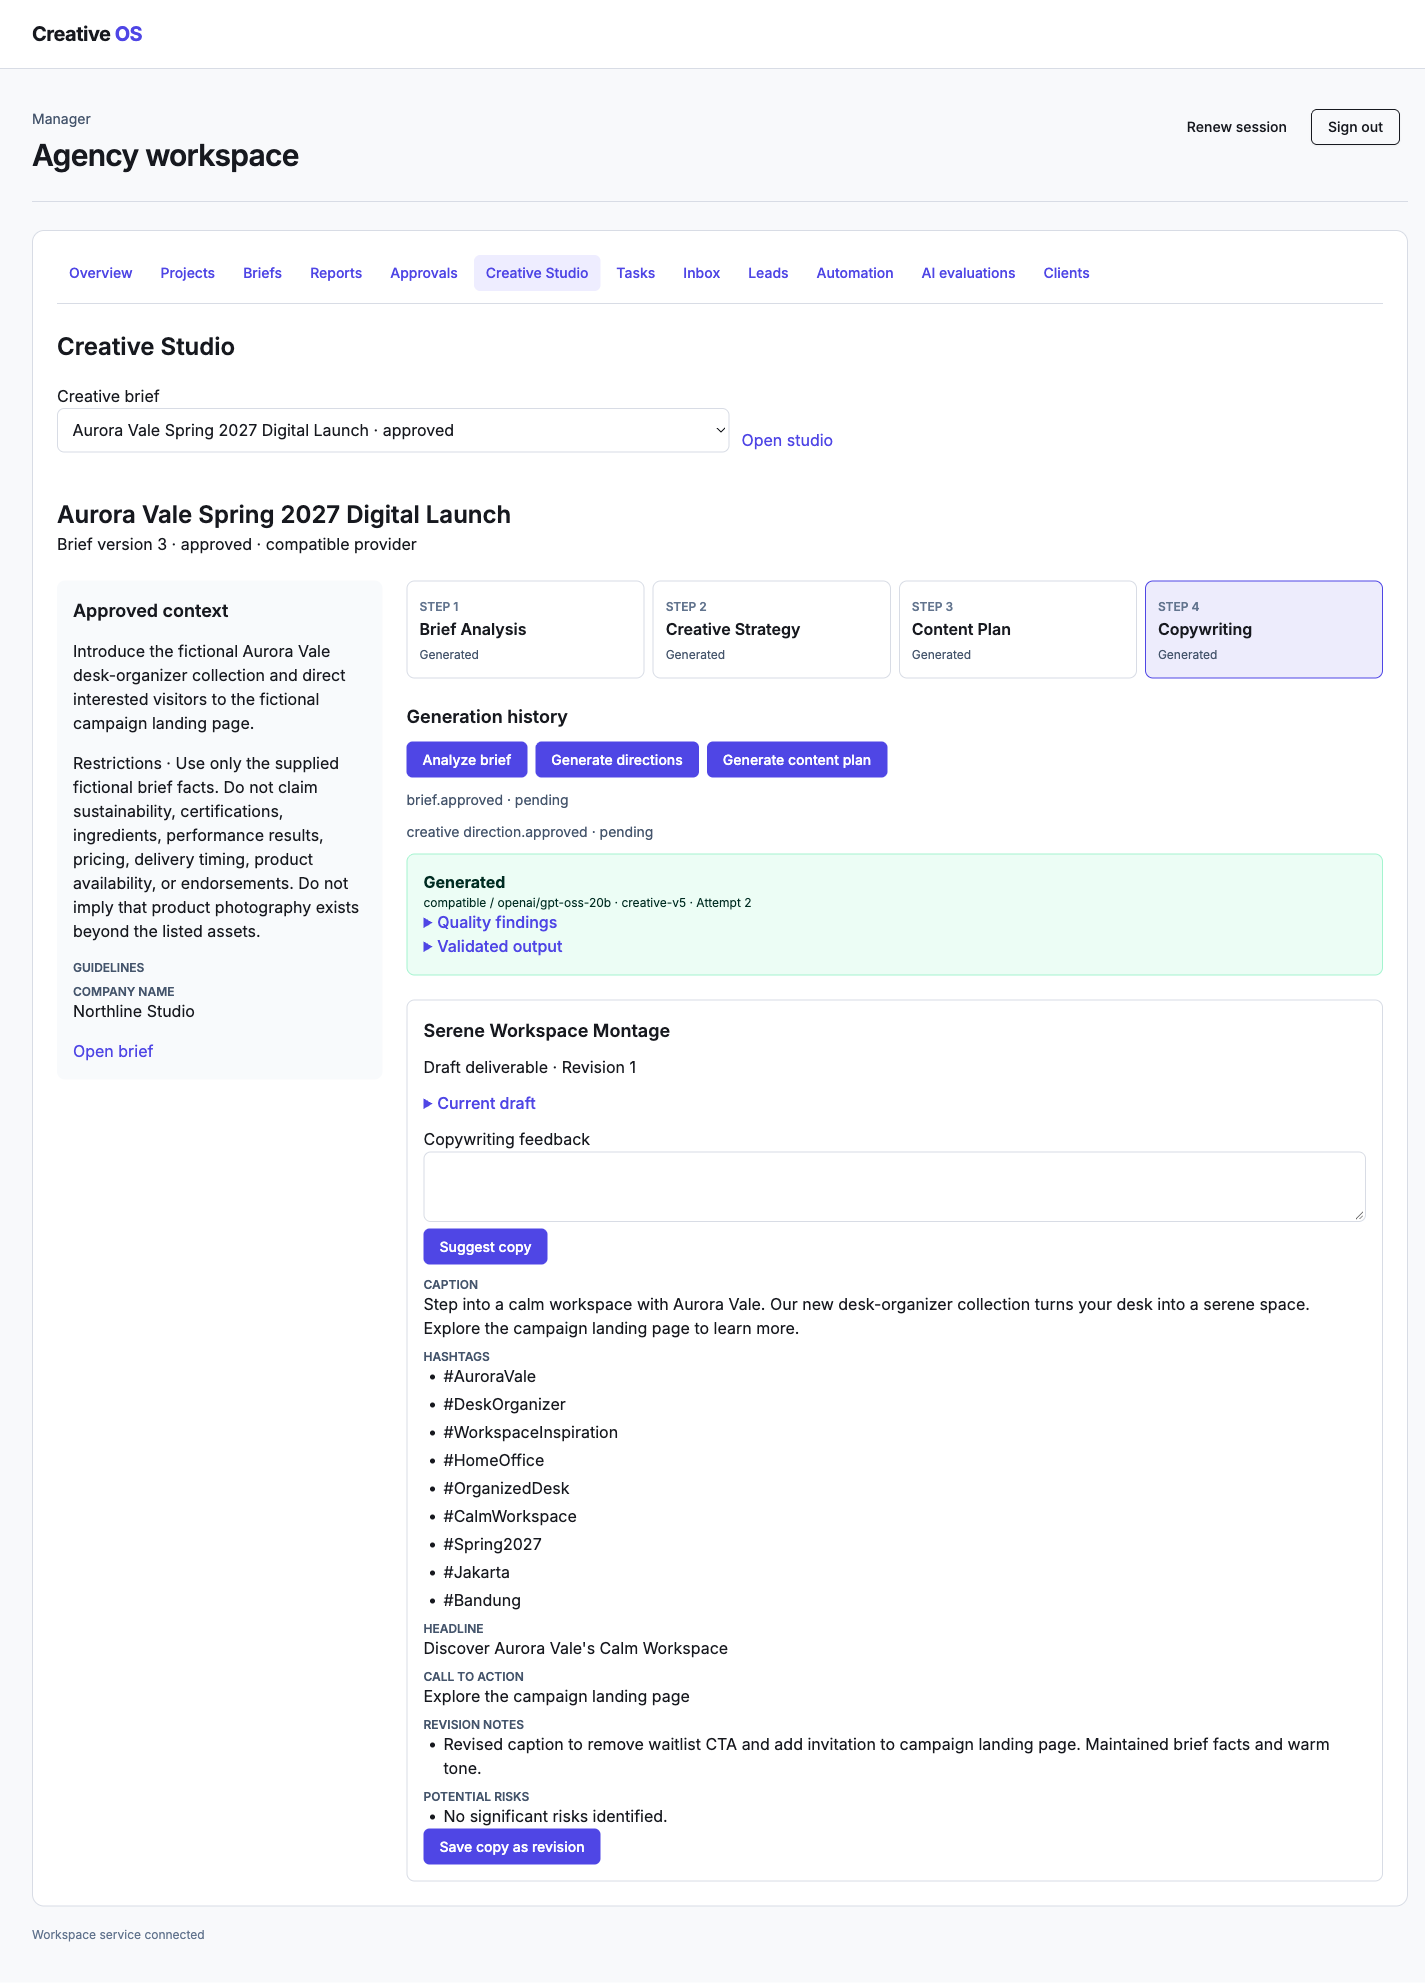 Creative OS
Manager
Agency workspace
Renew session
Sign out
Overview
Projects
Briefs
Reports
Approvals
Creative Studio
Tasks
Inbox
Leads
Automation
AI evaluations
Clients
Creative Studio
Creative brief
Aurora Vale Spring 2027 Digital Launch · approved
Open studio
Aurora Vale Spring 2027 Digital Launch
Brief version 3 · approved · compatible provider
Approved context
Introduce the fictional Aurora Vale
desk-organizer collection and direct
interested visitors to the fictional
campaign landing page.
Restrictions · Use only the supplied
fictional brief facts. Do not claim
sustainability, certifications,
ingredients, performance results,
pricing, delivery timing, product
availability, or endorsements. Do not
imply that product photography exists
beyond the listed assets.
GUIDELINES
COMPANY NAME
Northline Studio
Open brief
STEP 1
Brief Analysis
Generated
STEP 2
Creative Strategy
Generated
STEP 3
Content Plan
Generated
STEP 4
Copywriting
Generated
Generation history
Analyze brief
Generate directions
Generate content plan
brief.approved · pending
creative direction.approved · pending
Generated
compatible / openai/gpt-oss-20b · creative-v5 · Attempt 2
Quality findings
Validated output
Serene Workspace Montage
Draft deliverable · Revision 1
Current draft
Copywriting feedback
Suggest copy
CAPTION
Step into a calm workspace with Aurora Vale. Our new desk-organizer collection turns your desk into a serene space.
Explore the campaign landing page to learn more.
HASHTAGS
• #AuroraVale
• #DeskOrganizer
• #WorkspaceInspiration
• #HomeOffice
• #OrganizedDesk
• #CalmWorkspace
• #Spring2027
• #Jakarta
• #Bandung
HEADLINE
Discover Aurora Vale's Calm Workspace
CALL TO ACTION
Explore the campaign landing page
REVISION NOTES
• Revised caption to remove waitlist CTA and add invitation to campaign landing page. Maintained brief facts and warm
tone.
POTENTIAL RISKS
• No significant risks identified.
Save copy as revision
Workspace service connected